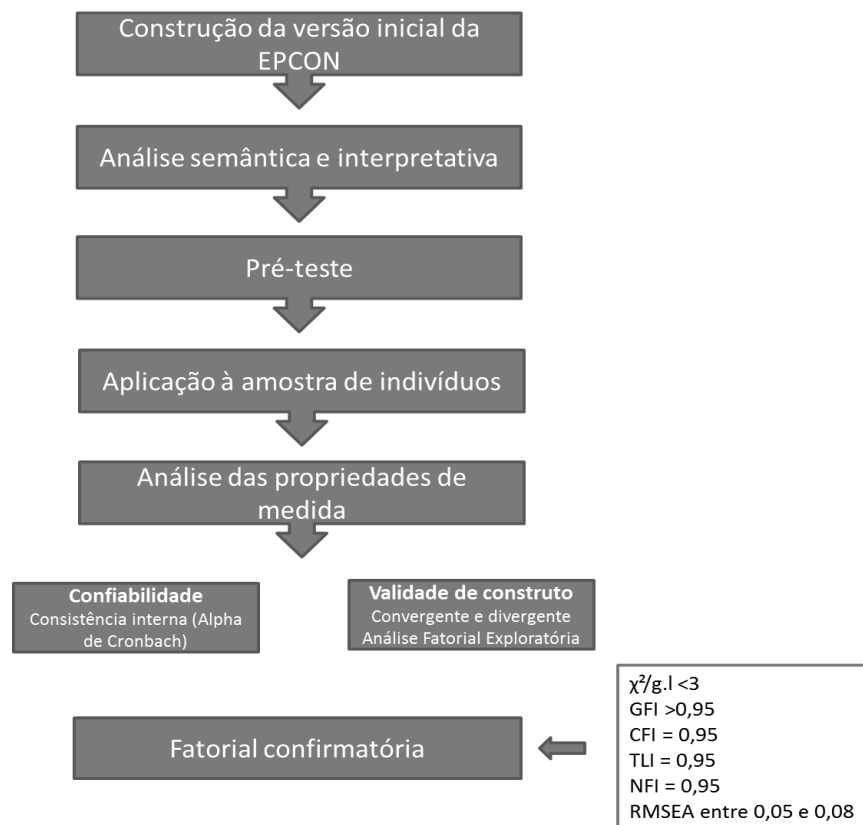 Construção da versão inicial da
EPCON
Análise semântica e interpretativa
Pré-teste
Aplicação à amostra de indivíduos
Análise das propriedades de
medida
Confiabilidade
Consistência interna (Alpha
de Cronbach)
Validade de construto
Convergente e divergente
Análise Fatorial Exploratória
Fatorial confirmatória
χ²/g.l <3
GFI >0,95
CFI = 0,95
TLI = 0,95
NFI = 0,95
RMSEA entre 0,05 e 0,08